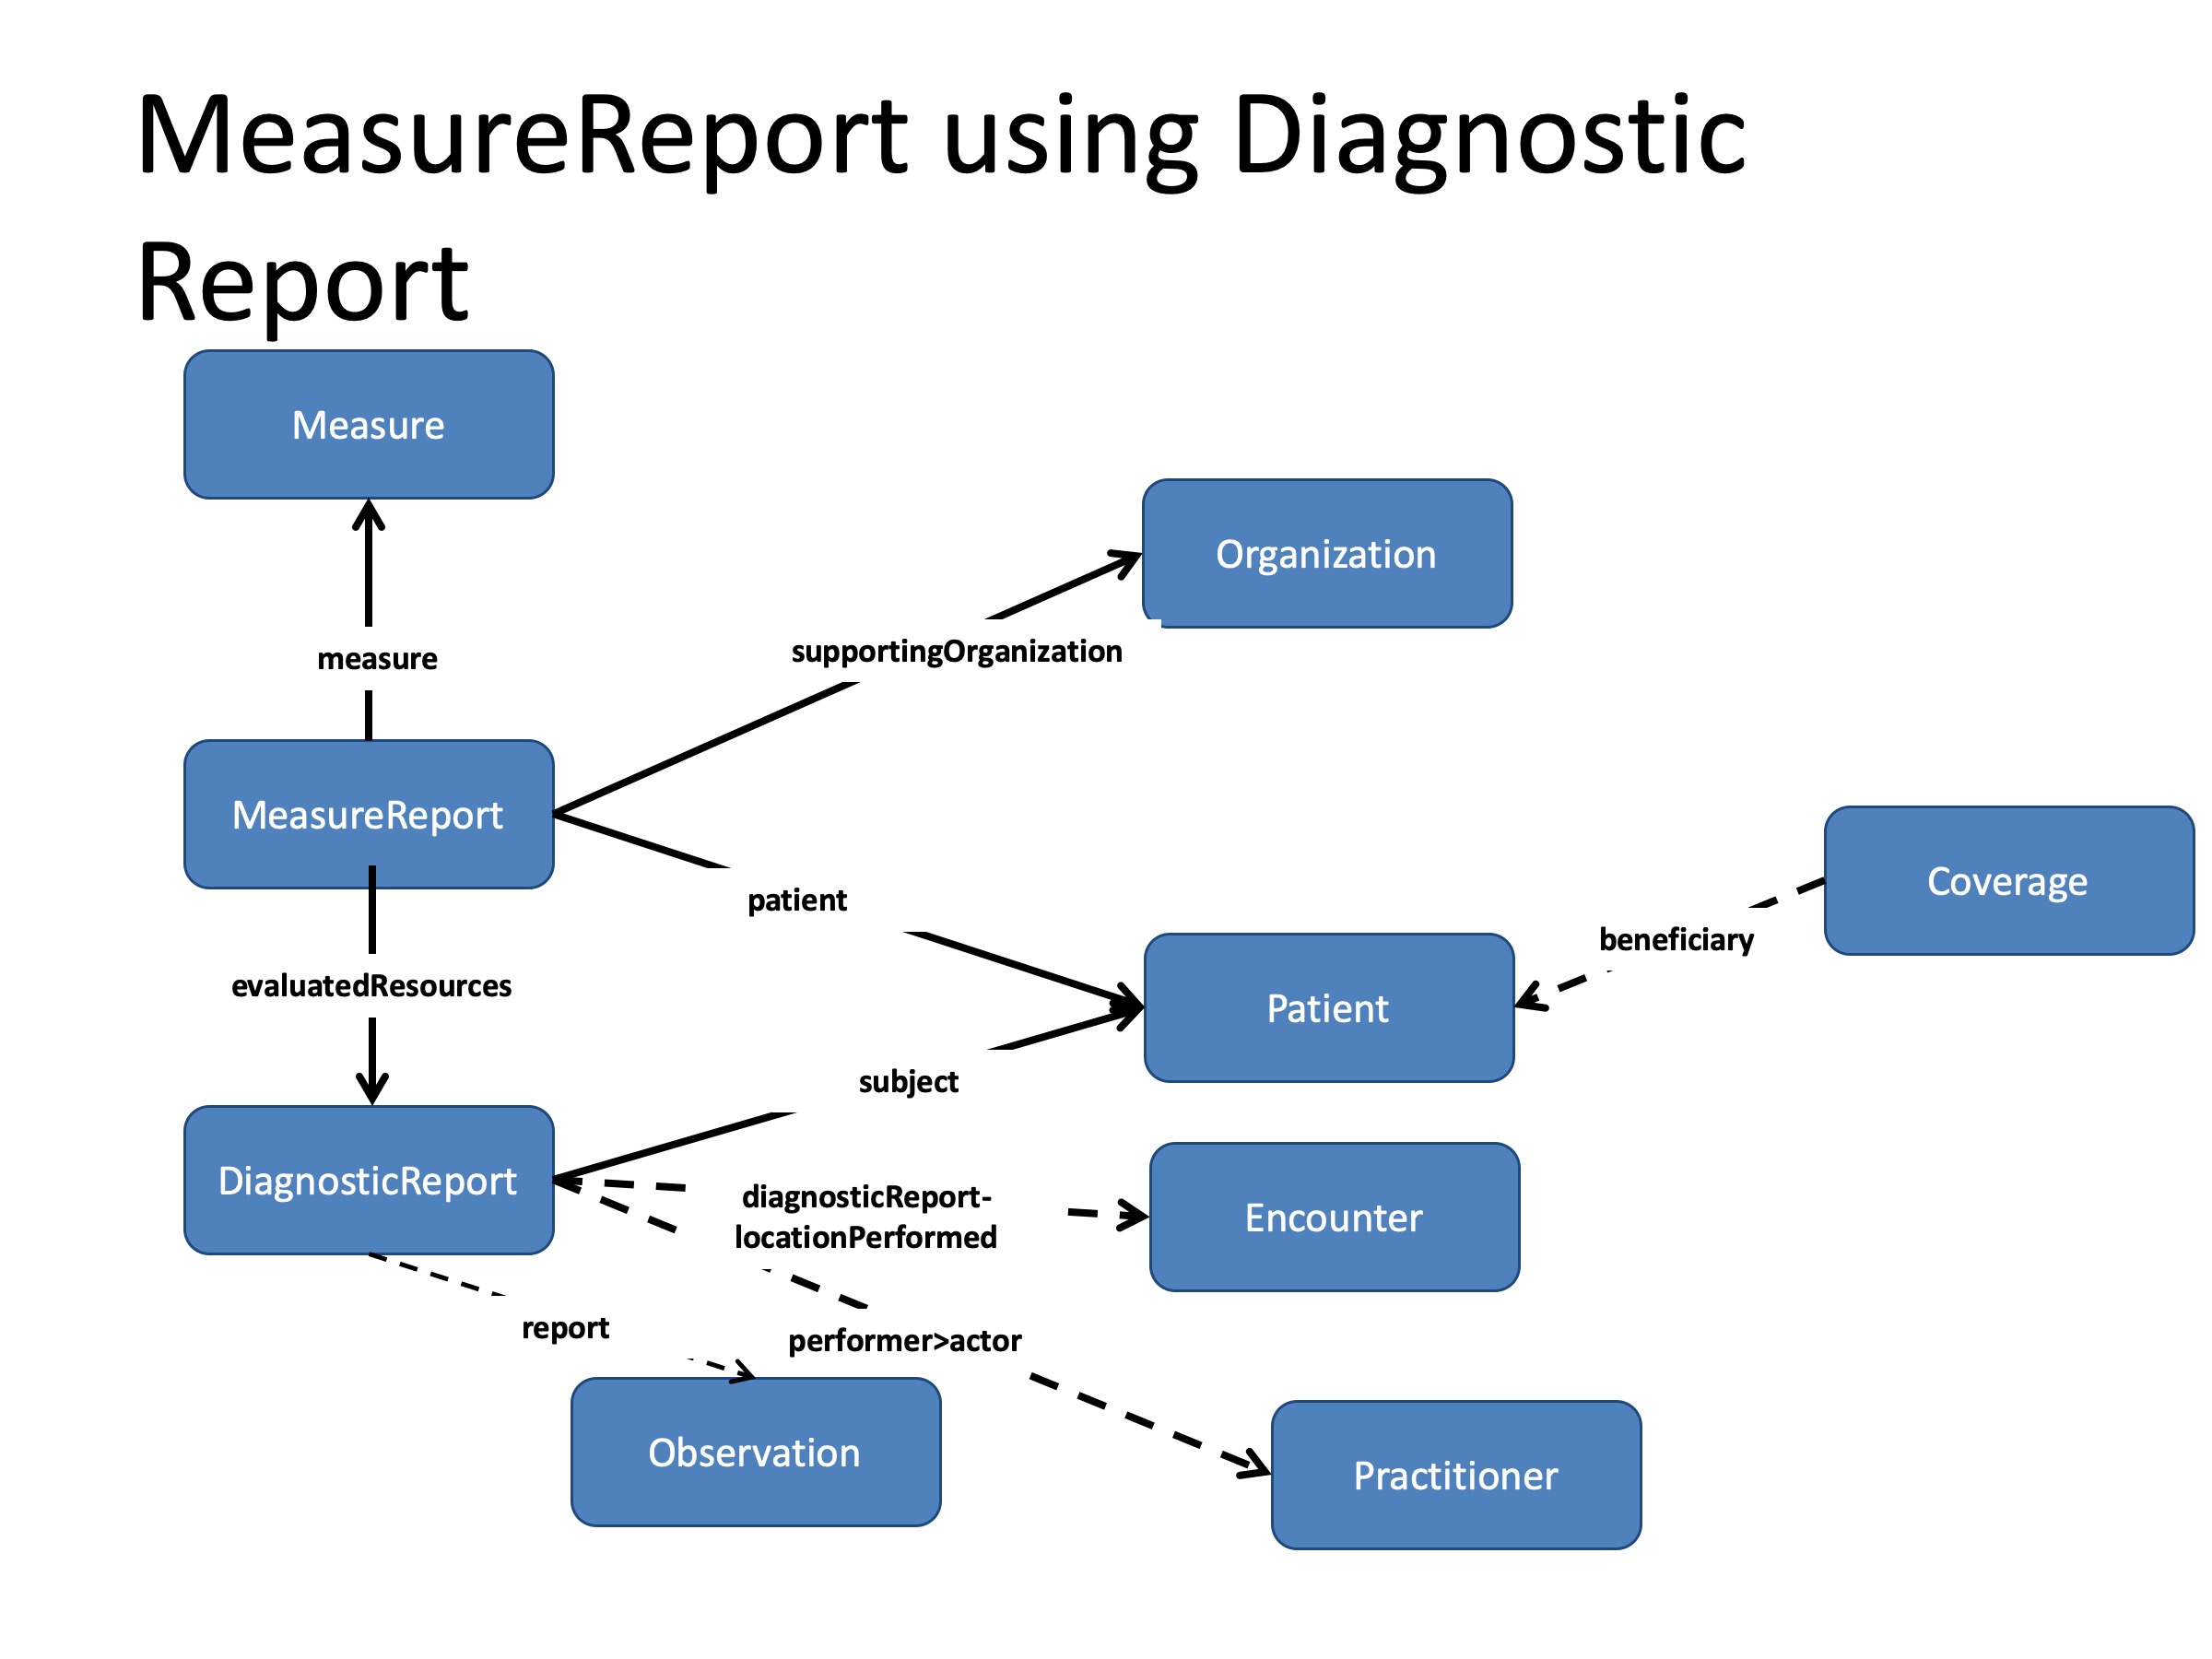 MeasureReport using Diagnostic
Report
Measure
Organization
supportingOrganization
measure
MeasureReport
Coverage
patient
beneficiary
evaluatedResources
Patient
subject
DiagnosticReport
diagnosticReport-
locationPerformed
Encounter
report
performer>actor
Observation
Practitioner